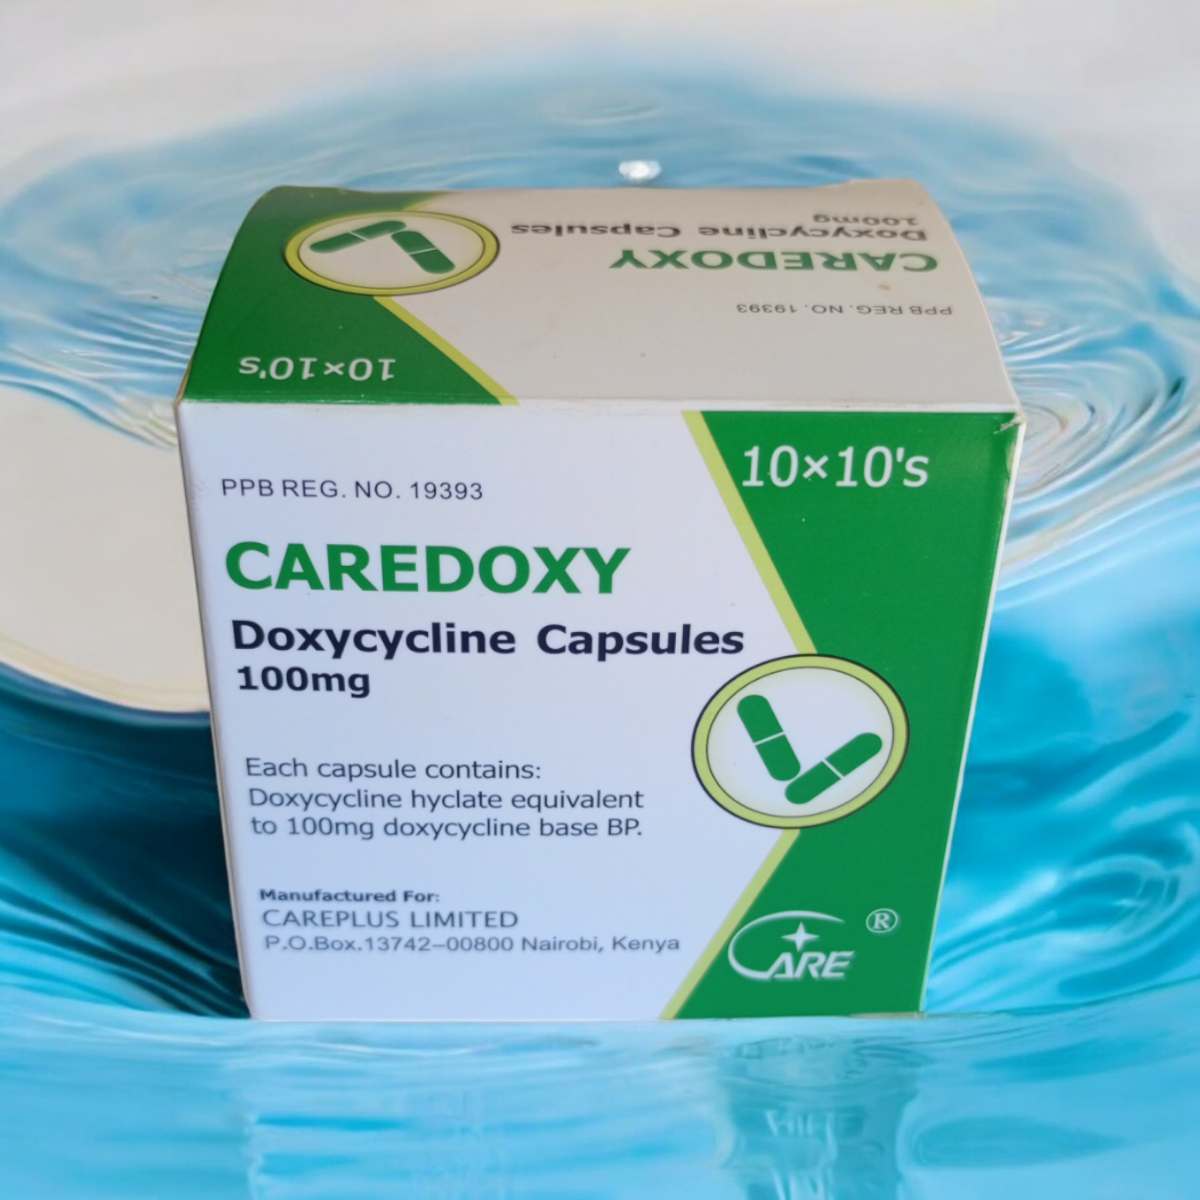 Doxycycline Capsules
100mg
CAREDOXY
PPB REG. NO. 19393
10×10's
10×10's
PPB REG. NO. 19393
CAREDOXY
Doxycycline Capsules
100mg
Each capsule contains:
Doxycycline hyclate equivalent
to 100mg doxycycline base BP.
Manufactured For:
CAREPLUS LIMITED
P.O.Box.13742–00800 Nairobi, Kenya
CARE ®